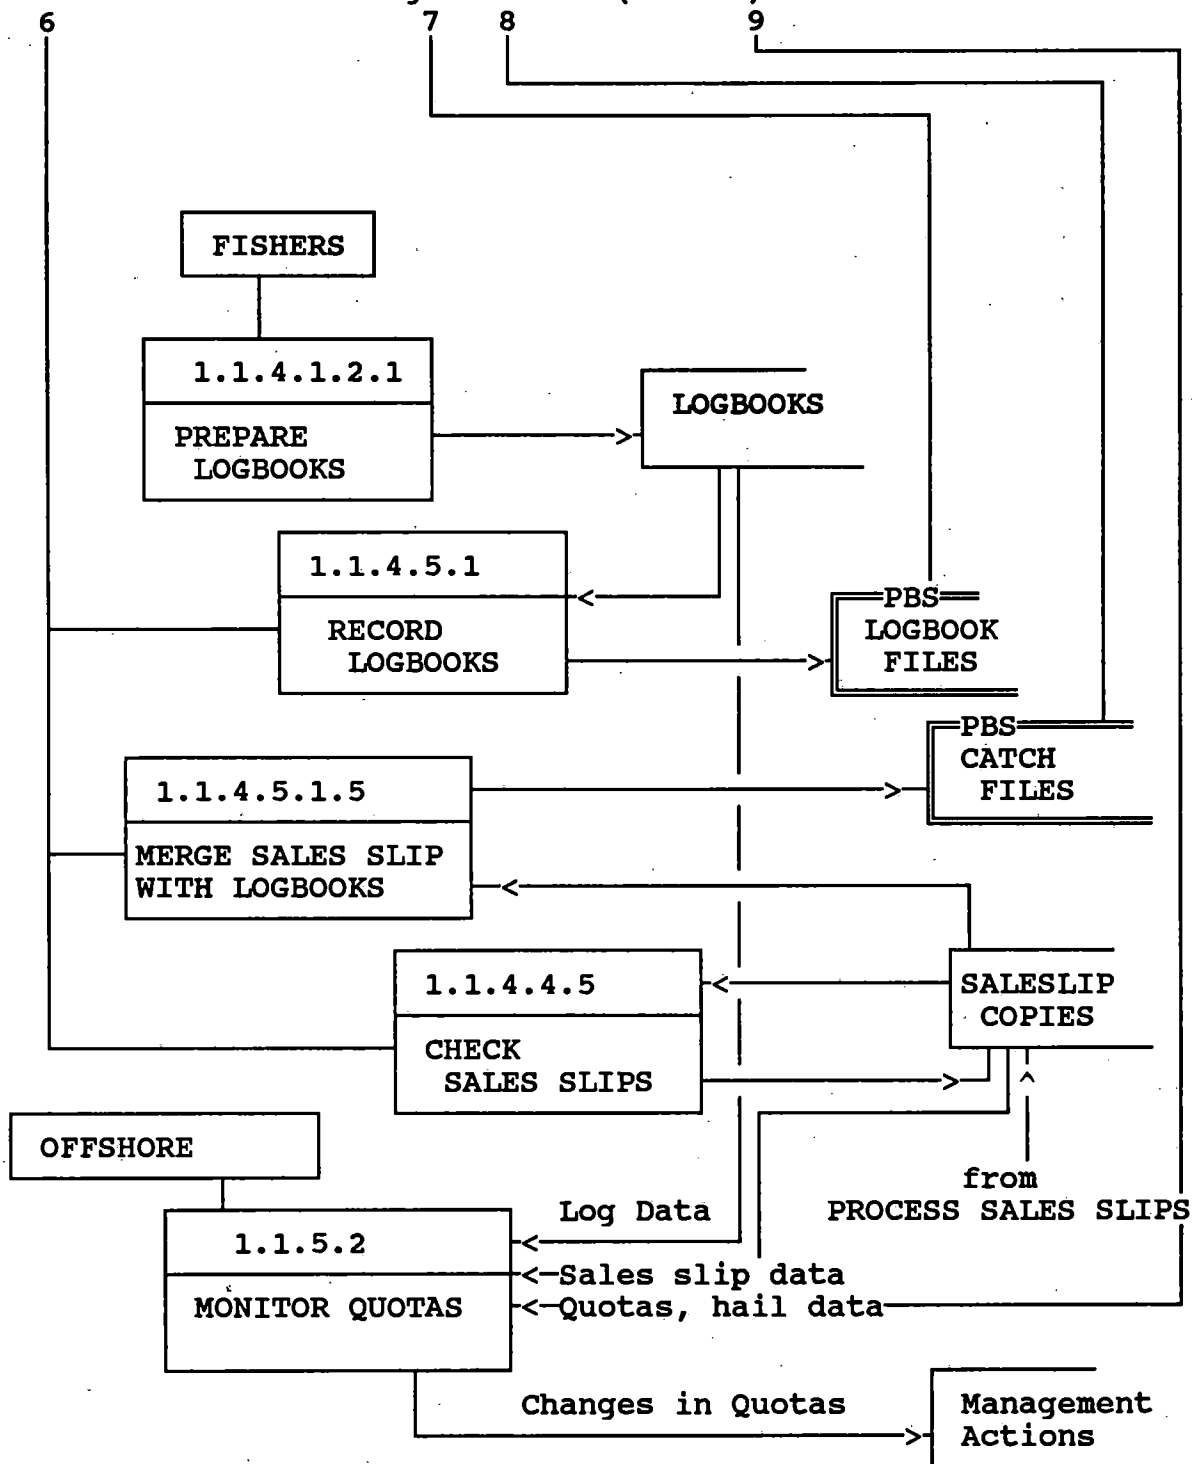 6 7 8 9
FISHERS
1.1.4.1.2.1
PREPARE
LOGBOOKS
LOGBOOKS
1.1.4.5.1
RECORD
LOGBOOKS
PBS
LOGBOOK
FILES
PBS
CATCH
FILES
1.1.4.5.1.5
MERGE SALES SLIP
WITH LOGBOOKS
1.1.4.4.5
CHECK
SALES SLIPS
SALESLIP
COPIES
OFFSHORE
from
PROCESS SALES SLIPS
Log Data
1.1.5.2
MONITOR QUOTAS
Sales slip data
Quotas, hail data
Changes in Quotas
Management
Actions